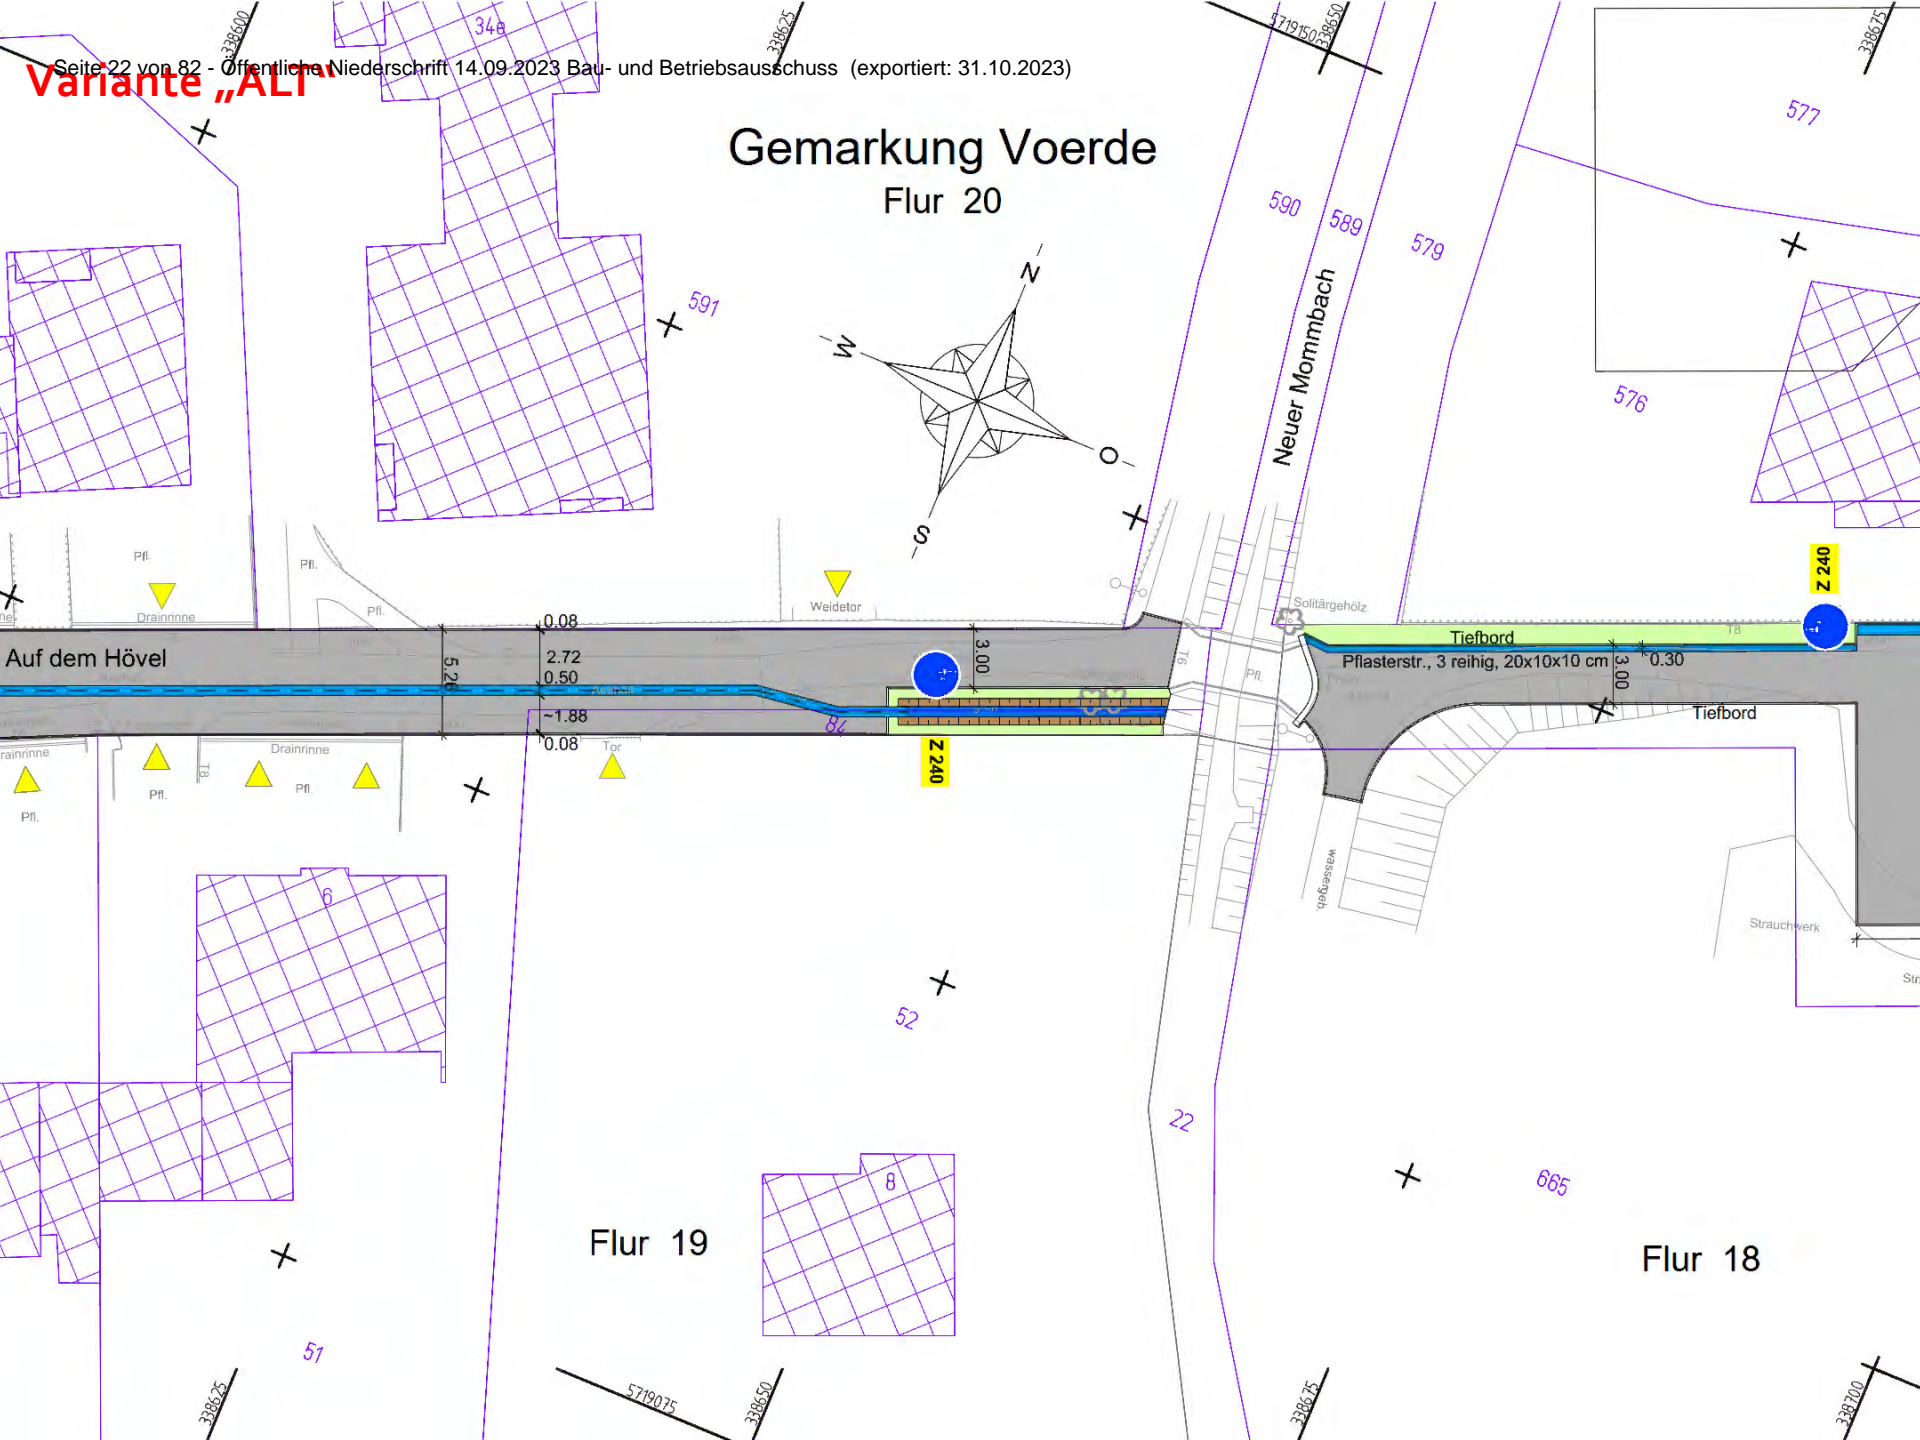 338600
348
338625
5719150
338650
338675
Seite 22 von 82 - Öffentliche Niederschrift 14.09.2023 Bau- und Betriebsausschuss (exportiert: 31.10.2023)
Variante „ALT“
577
Gemarkung Voerde
Flur 20
590
589
579
N
W
O
S
591
Neuer Mommbach
576
Pfl.
Pfl.
Pfl.
Drainrinne
Weidetor
Solitärgehölz
Z 240
0.08
Auf dem Hövel
5.26
2.72
0.50
3.00
T6
Pfl.
Tiefbord
T8
Pflasterstr., 3 reihig, 20x10x10 cm
3.00
0.30
~1.88
84
Tiefbord
0.08
Drainrinne
Tor
Z 240
rainrinne
T8
Pfl.
Pfl.
Pfl.
wassergeb.
6
Strauchwerk
Str
52
22
8
665
Flur 19
Flur 18
51
338625
5719075
338650
338675
338700